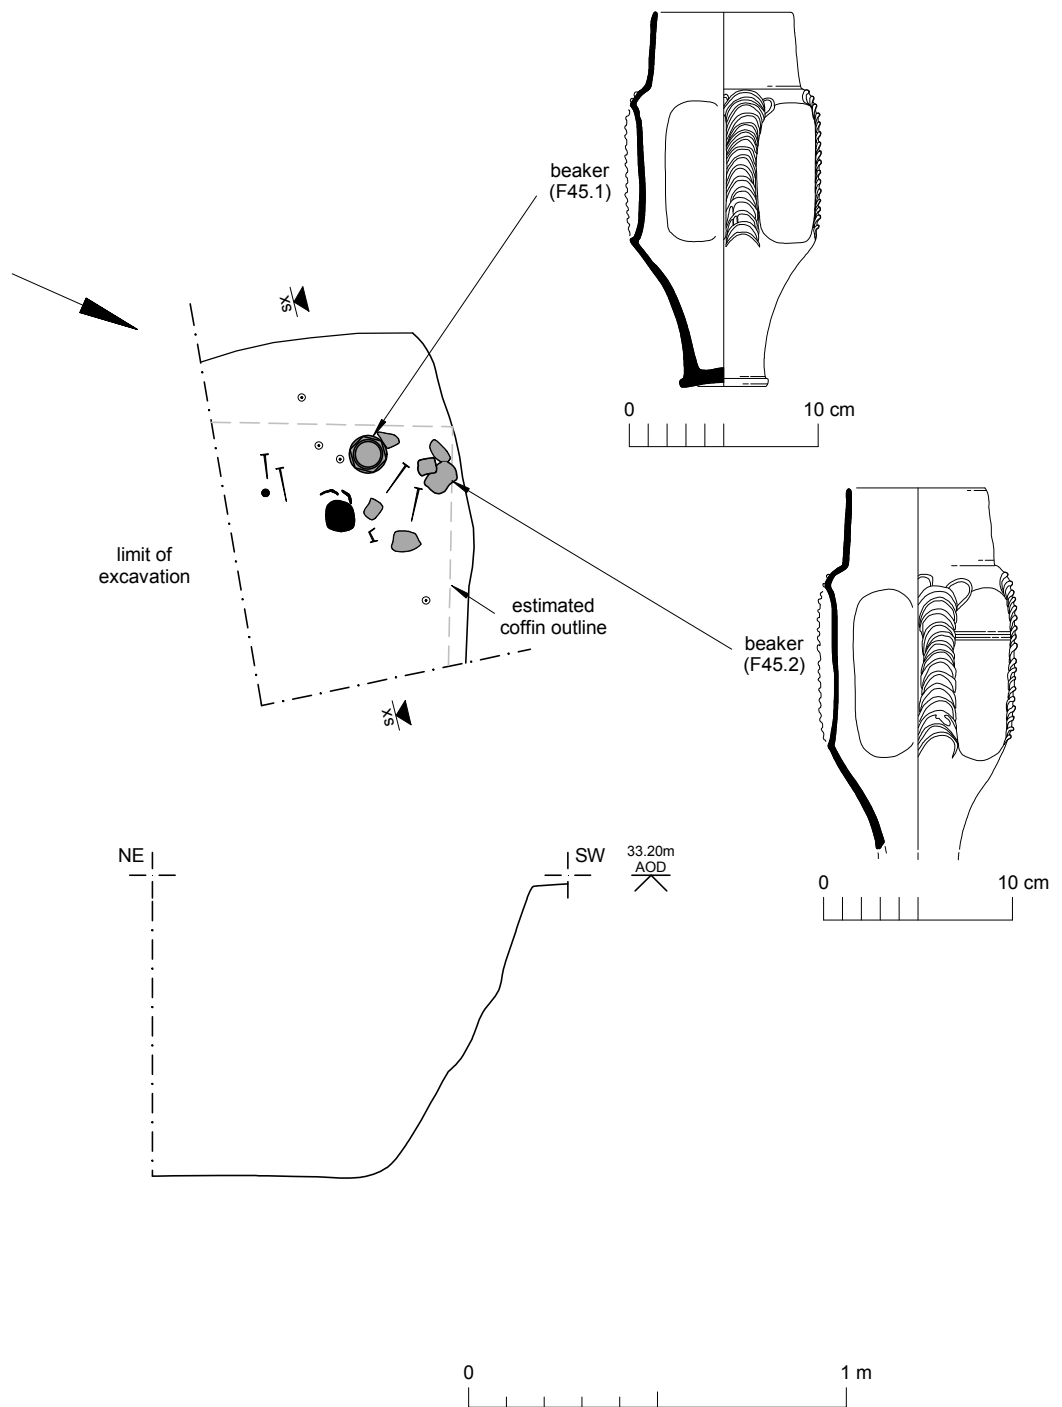 beaker
(F45.1)
0 10 cm
sx
limit of
excavation
estimated
coffin outline
beaker
(F45.2)
sx
NE SW 33.20m
AOD
0 10 cm
0 1 m